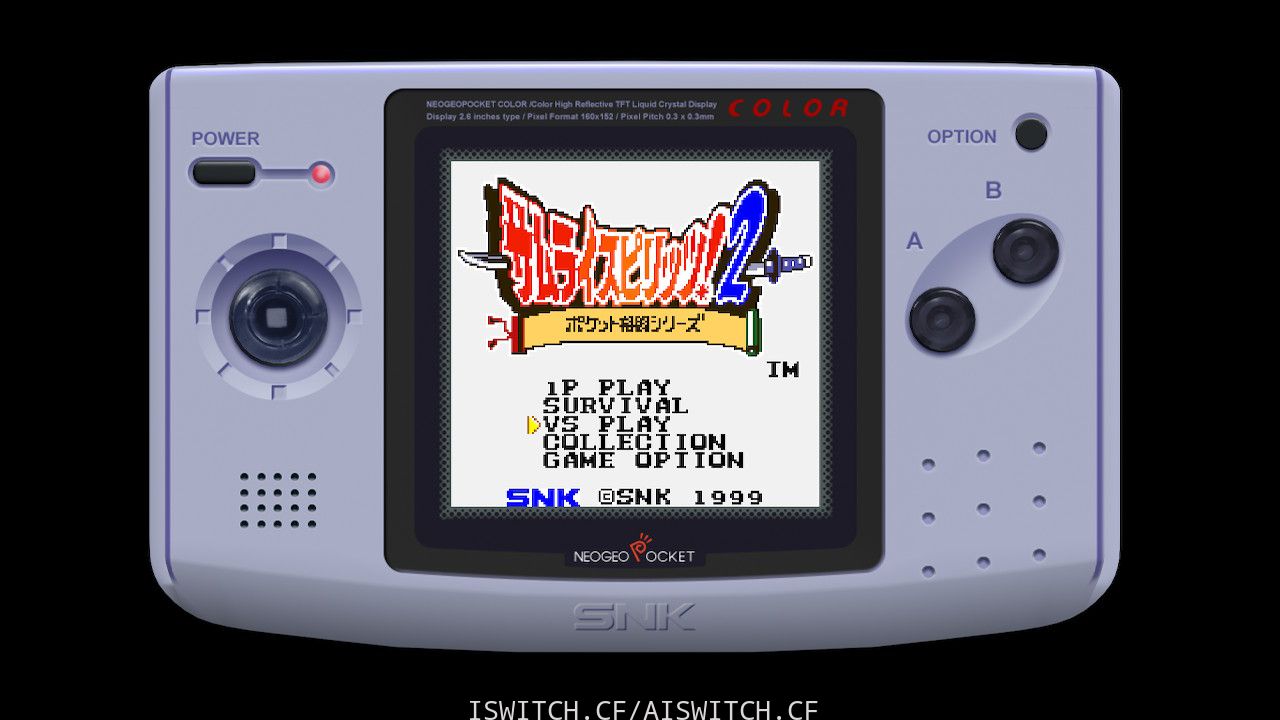 NEOGEOPOCKET COLOR /Color High Reflective TFT Liquid Crystal Display
Display 2.6 inches type / Pixel Format 160x152 / Pixel Pitch 0.3 x 0.3mm
COLOR
POWER
OPTION
B
A
サムライスピリッツ!2
ポケット格闘シリーズ
TM
1P PLAY
SURVIVAL
VS PLAY
COLLECTION
GAME OPTION
SNK ©SNK 1999
NEOGEO POCKET
SNK
ISWITCH.CF/AISWITCH.CF